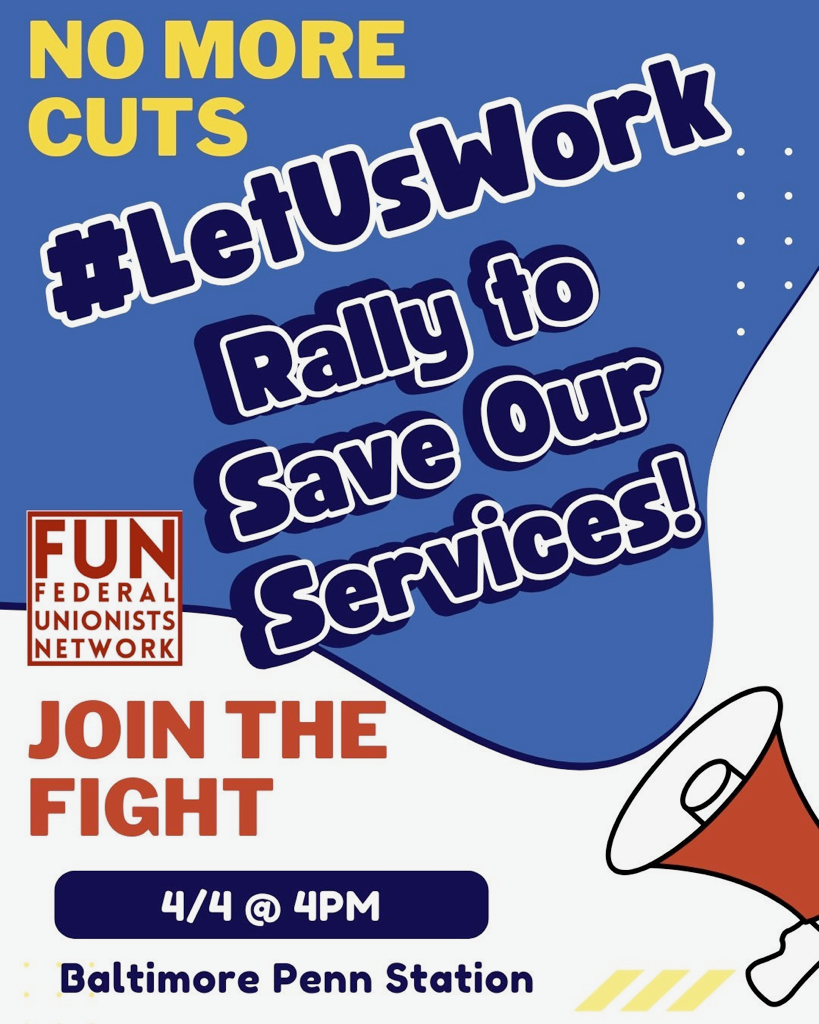 NO MORE
CUTS
#LetUsWork
Rally to
Save Our
Services!
FUN
FEDERAL
UNIONISTS
NETWORK
JOIN THE
FIGHT
4/4 @ 4PM
Baltimore Penn Station